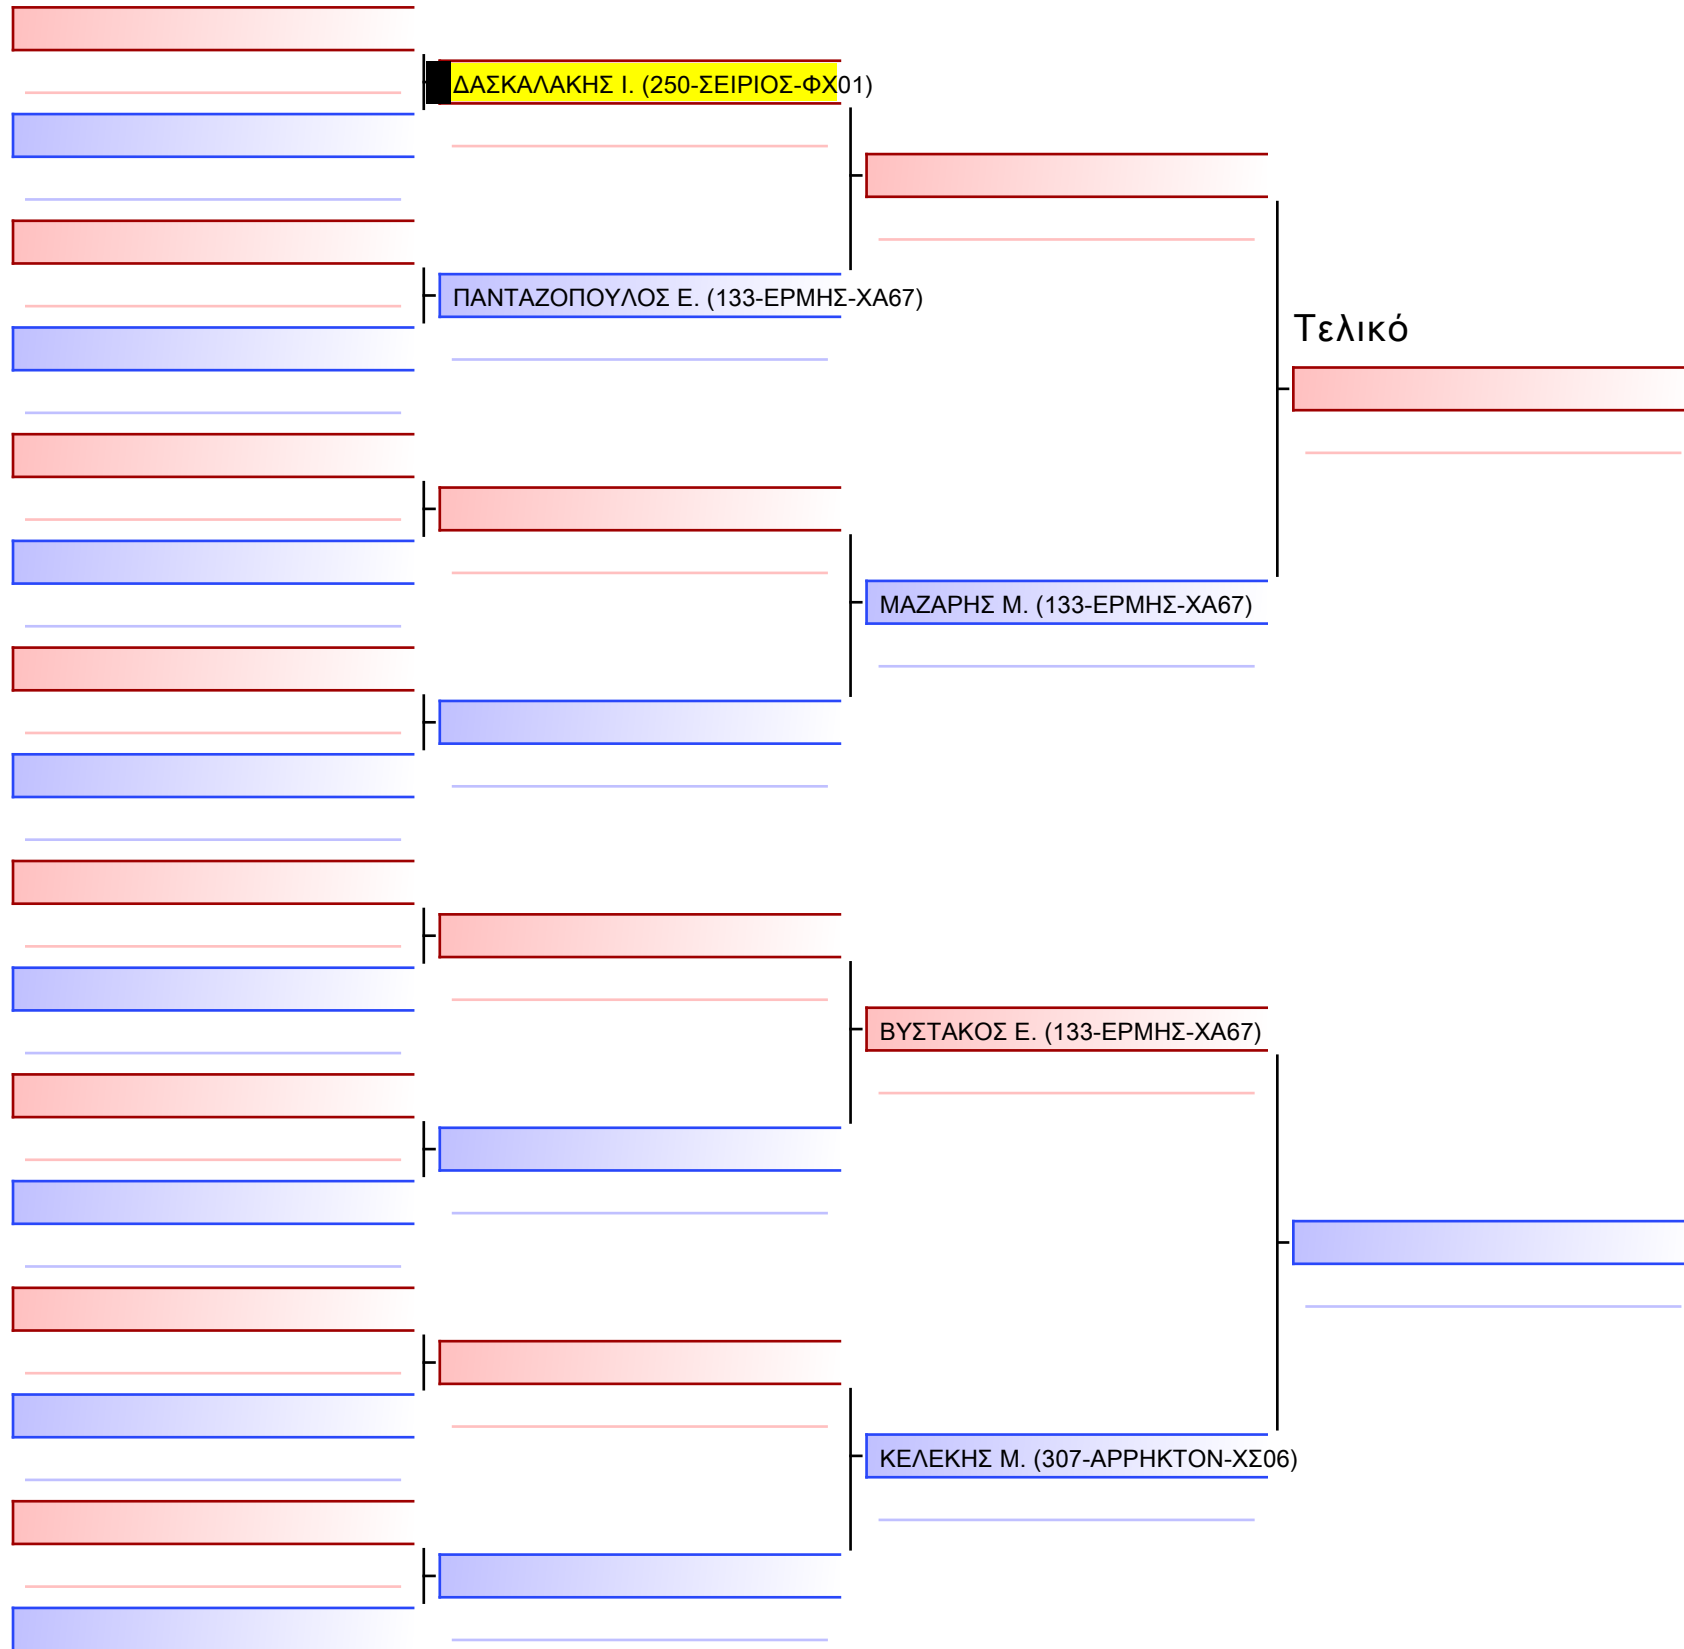 ΔΑΣΚΑΛΑΚΗΣ Ι. (250-ΣΕΙΡΙΟΣ-ΦΧ01)
ΠΑΝΤΑΖΟΠΟΥΛΟΣ Ε. (133-ΕΡΜΗΣ-ΧΑ67)
Τελικό
ΜΑΖΑΡΗΣ Μ. (133-ΕΡΜΗΣ-ΧΑ67)
ΒΥΣΤΑΚΟΣ Ε. (133-ΕΡΜΗΣ-ΧΑ67)
ΚΕΛΕΚΗΣ Μ. (307-ΑΡΡΗΚΤΟΝ-ΧΣ06)